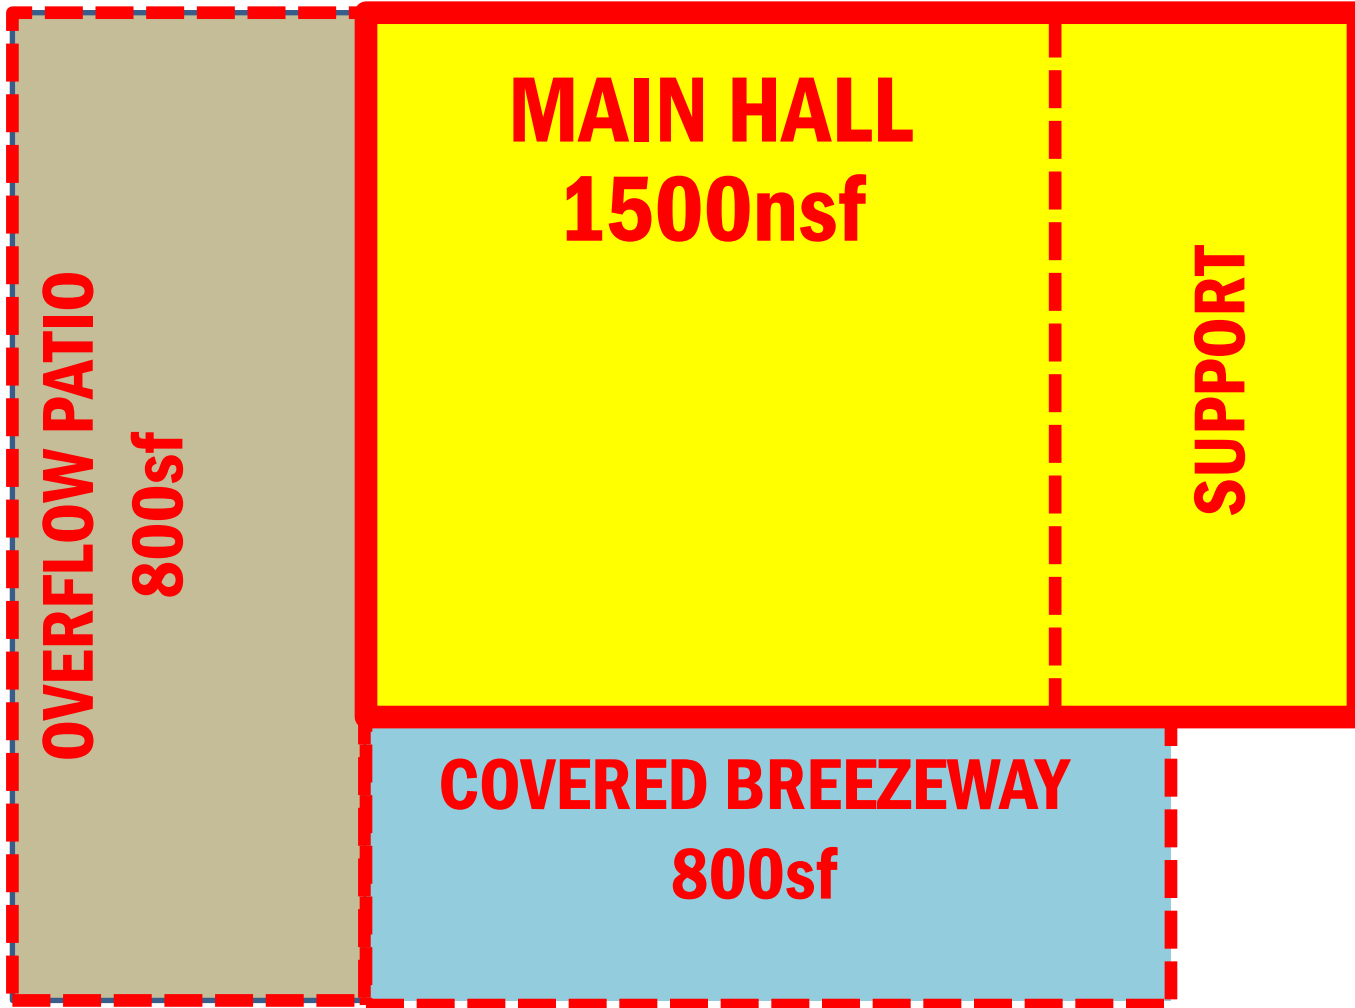 MAIN HALL
1500nsf
SUPPORT
OVERFLOW PATIO
800sf
COVERED BREEZEWAY
800sf